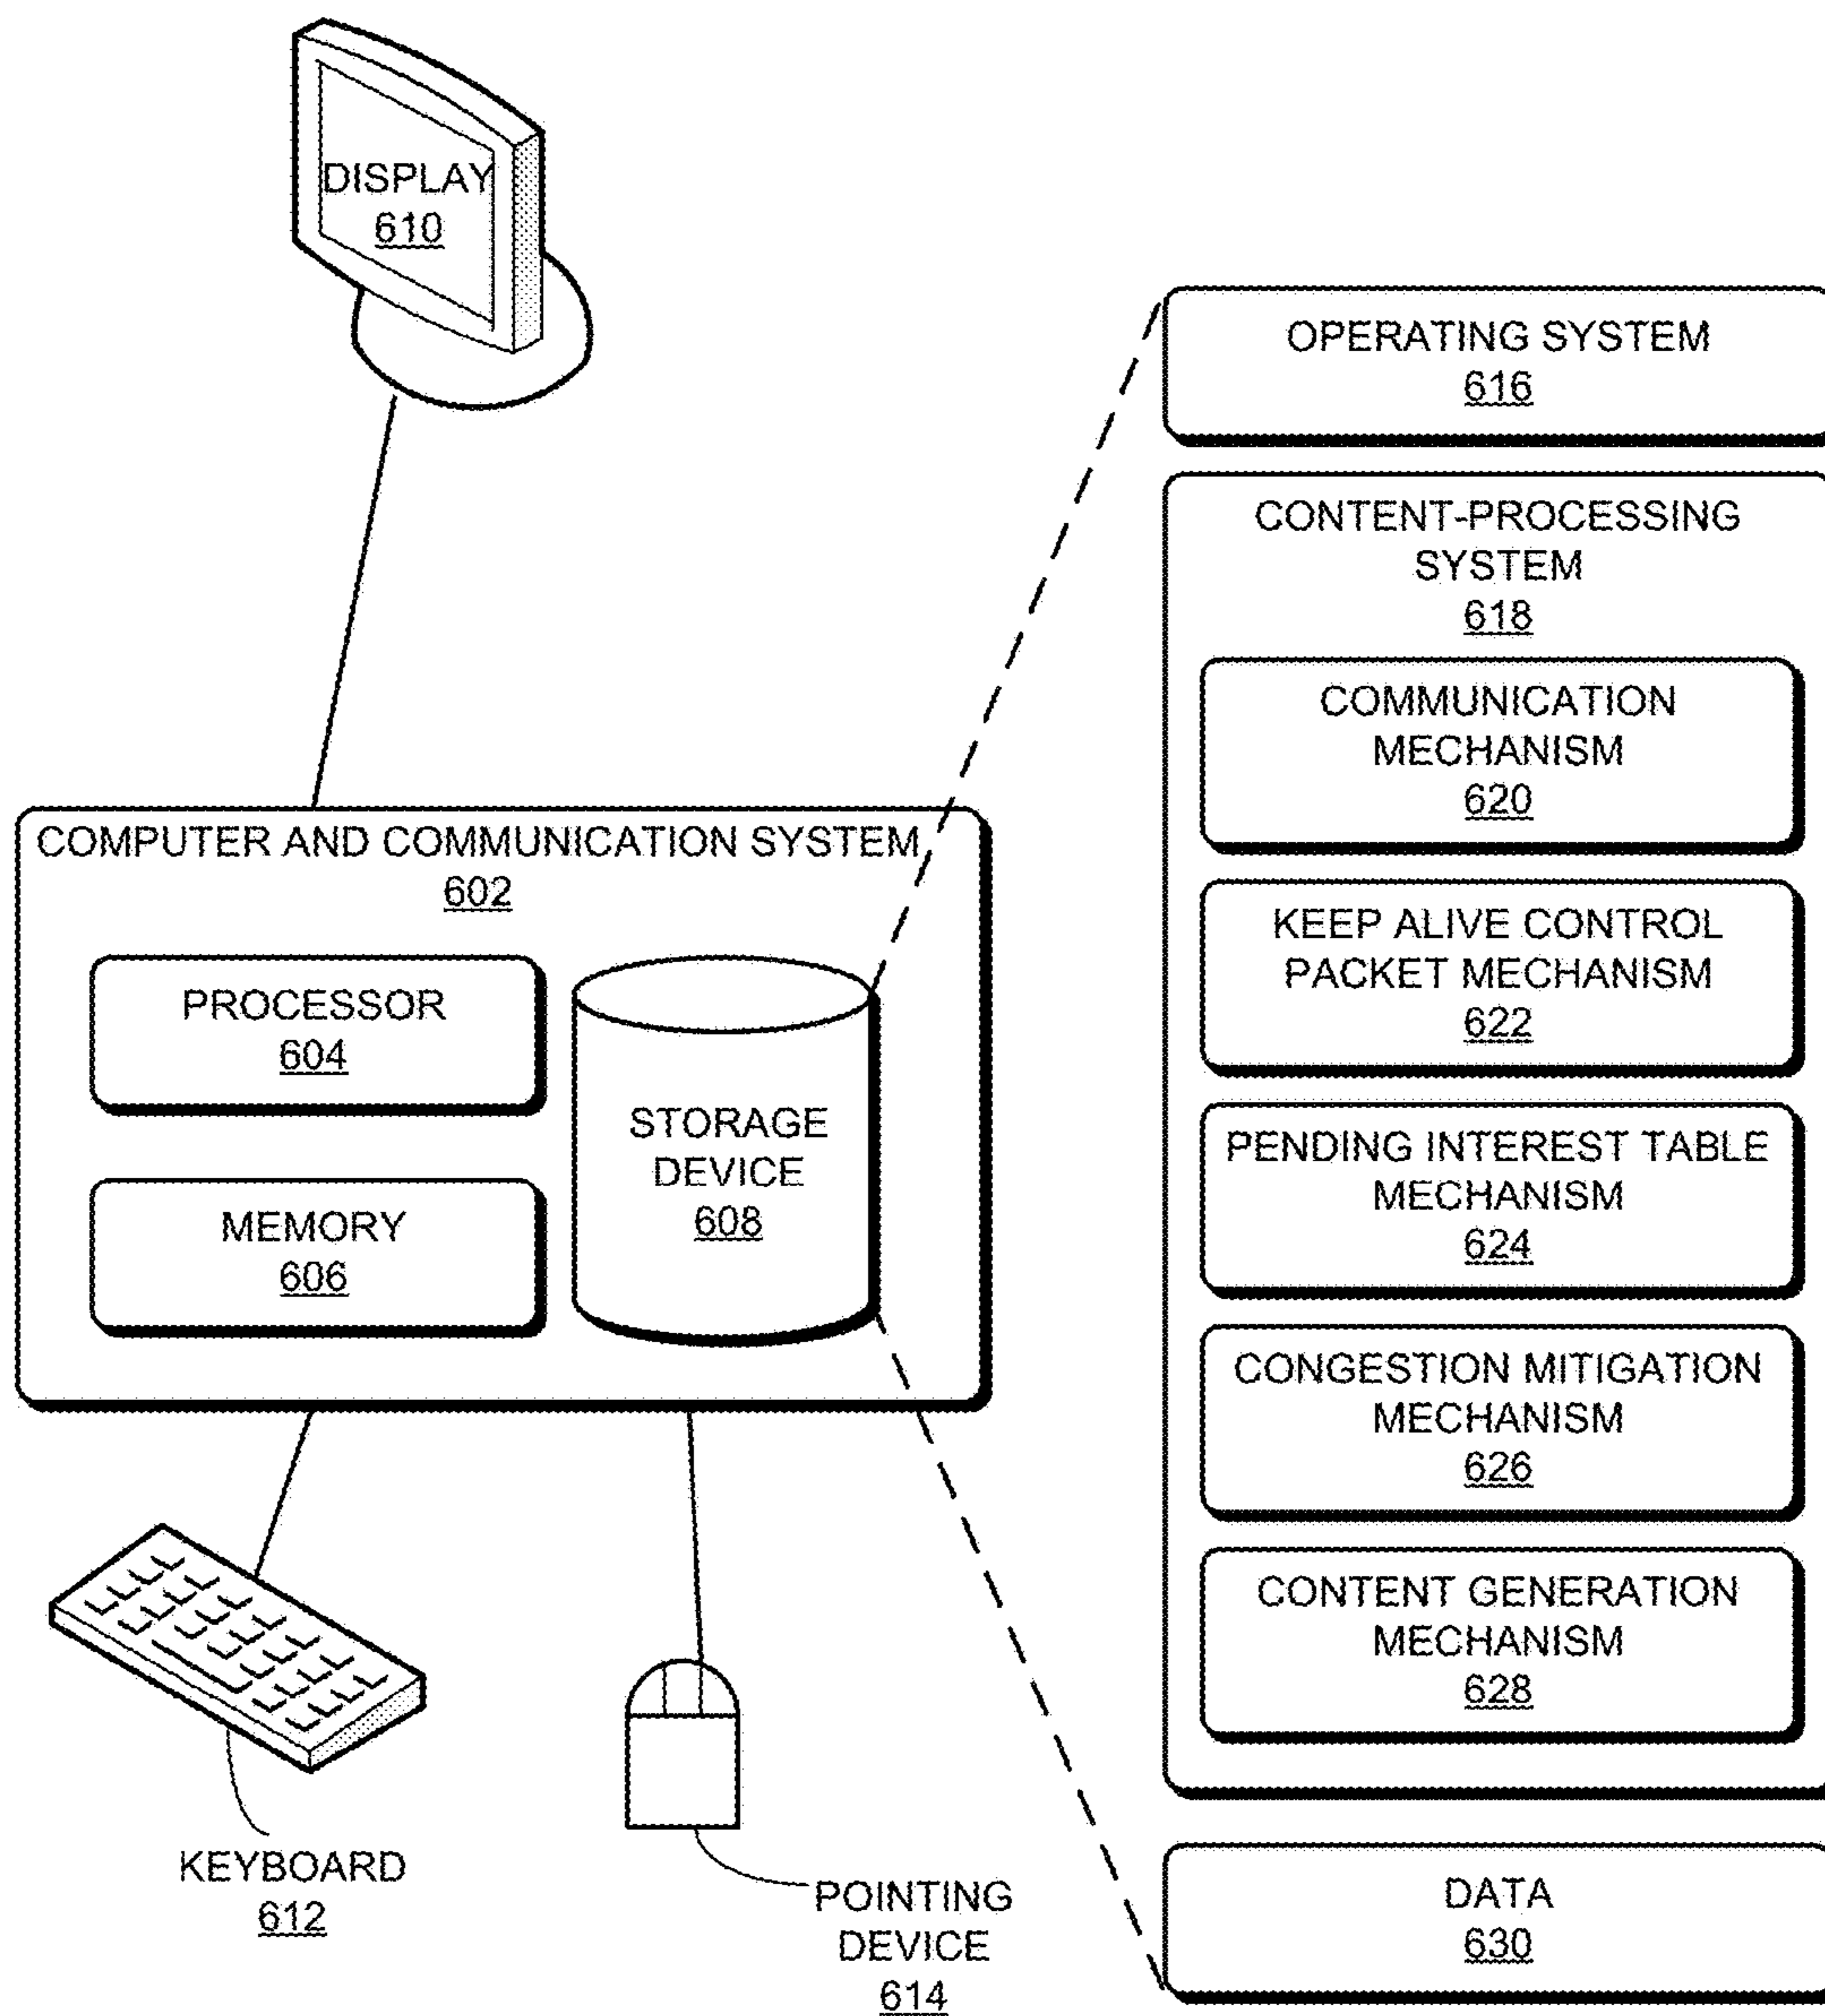 DISPLAY
610
COMPUTER AND COMMUNICATION SYSTEM
602
PROCESSOR
604
MEMORY
606
STORAGE
DEVICE
608
KEYBOARD
612
POINTING
DEVICE
614
OPERATING SYSTEM
616
CONTENT-PROCESSING
SYSTEM
618
COMMUNICATION
MECHANISM
620
KEEP ALIVE CONTROL
PACKET MECHANISM
622
PENDING INTEREST TABLE
MECHANISM
624
CONGESTION MITIGATION
MECHANISM
626
CONTENT GENERATION
MECHANISM
628
DATA
630